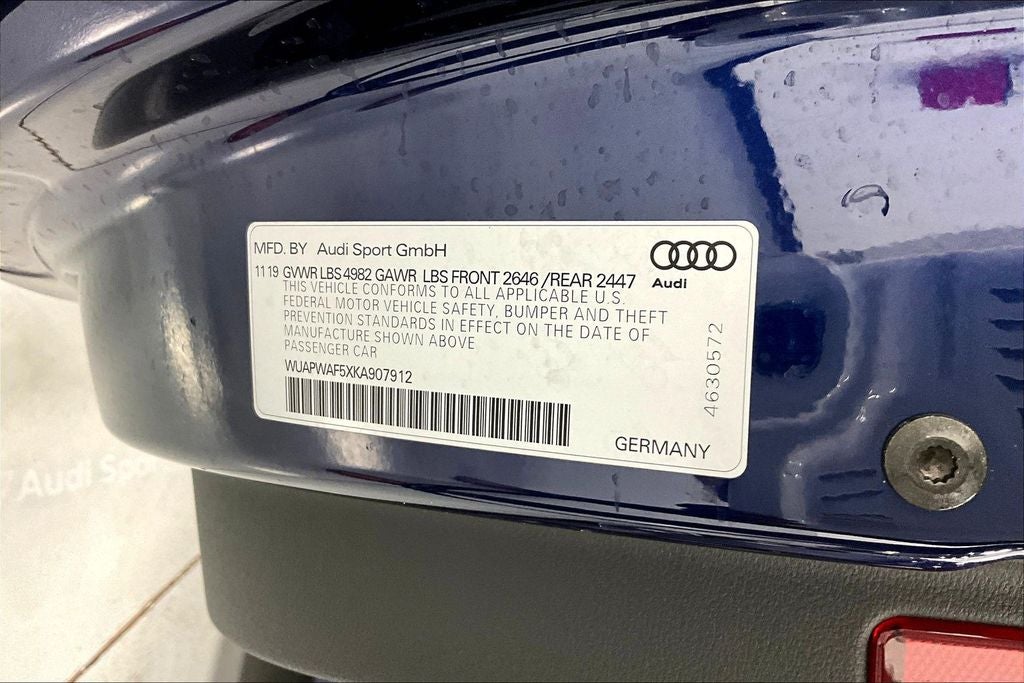 MFD. BY Audi Sport GmbH
Audi
1119 GVWR LBS 4982 GAWR LBS FRONT 2646 /REAR 2447
THIS VEHICLE CONFORMS TO ALL APPLICABLE U.S.
FEDERAL MOTOR VEHICLE SAFETY, BUMPER AND THEFT
PREVENTION STANDARDS IN EFFECT ON THE DATE OF
MANUFACTURE SHOWN ABOVE
PASSENGER CAR
WUAPWAF5XKA907912
4630572
GERMANY
Audi Sport